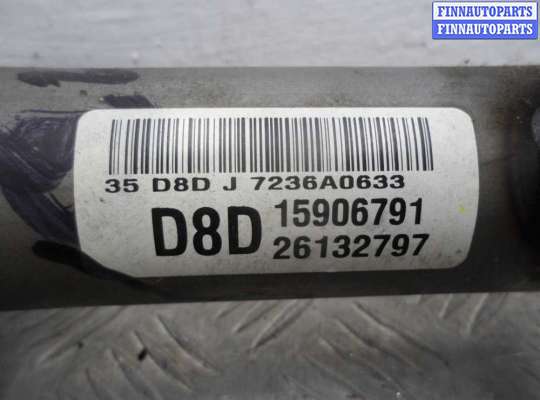 FINNAUTOPARTS
FINNAUTOPARTS
35 D8D J 7236A0633
D8D 15906791
26132797